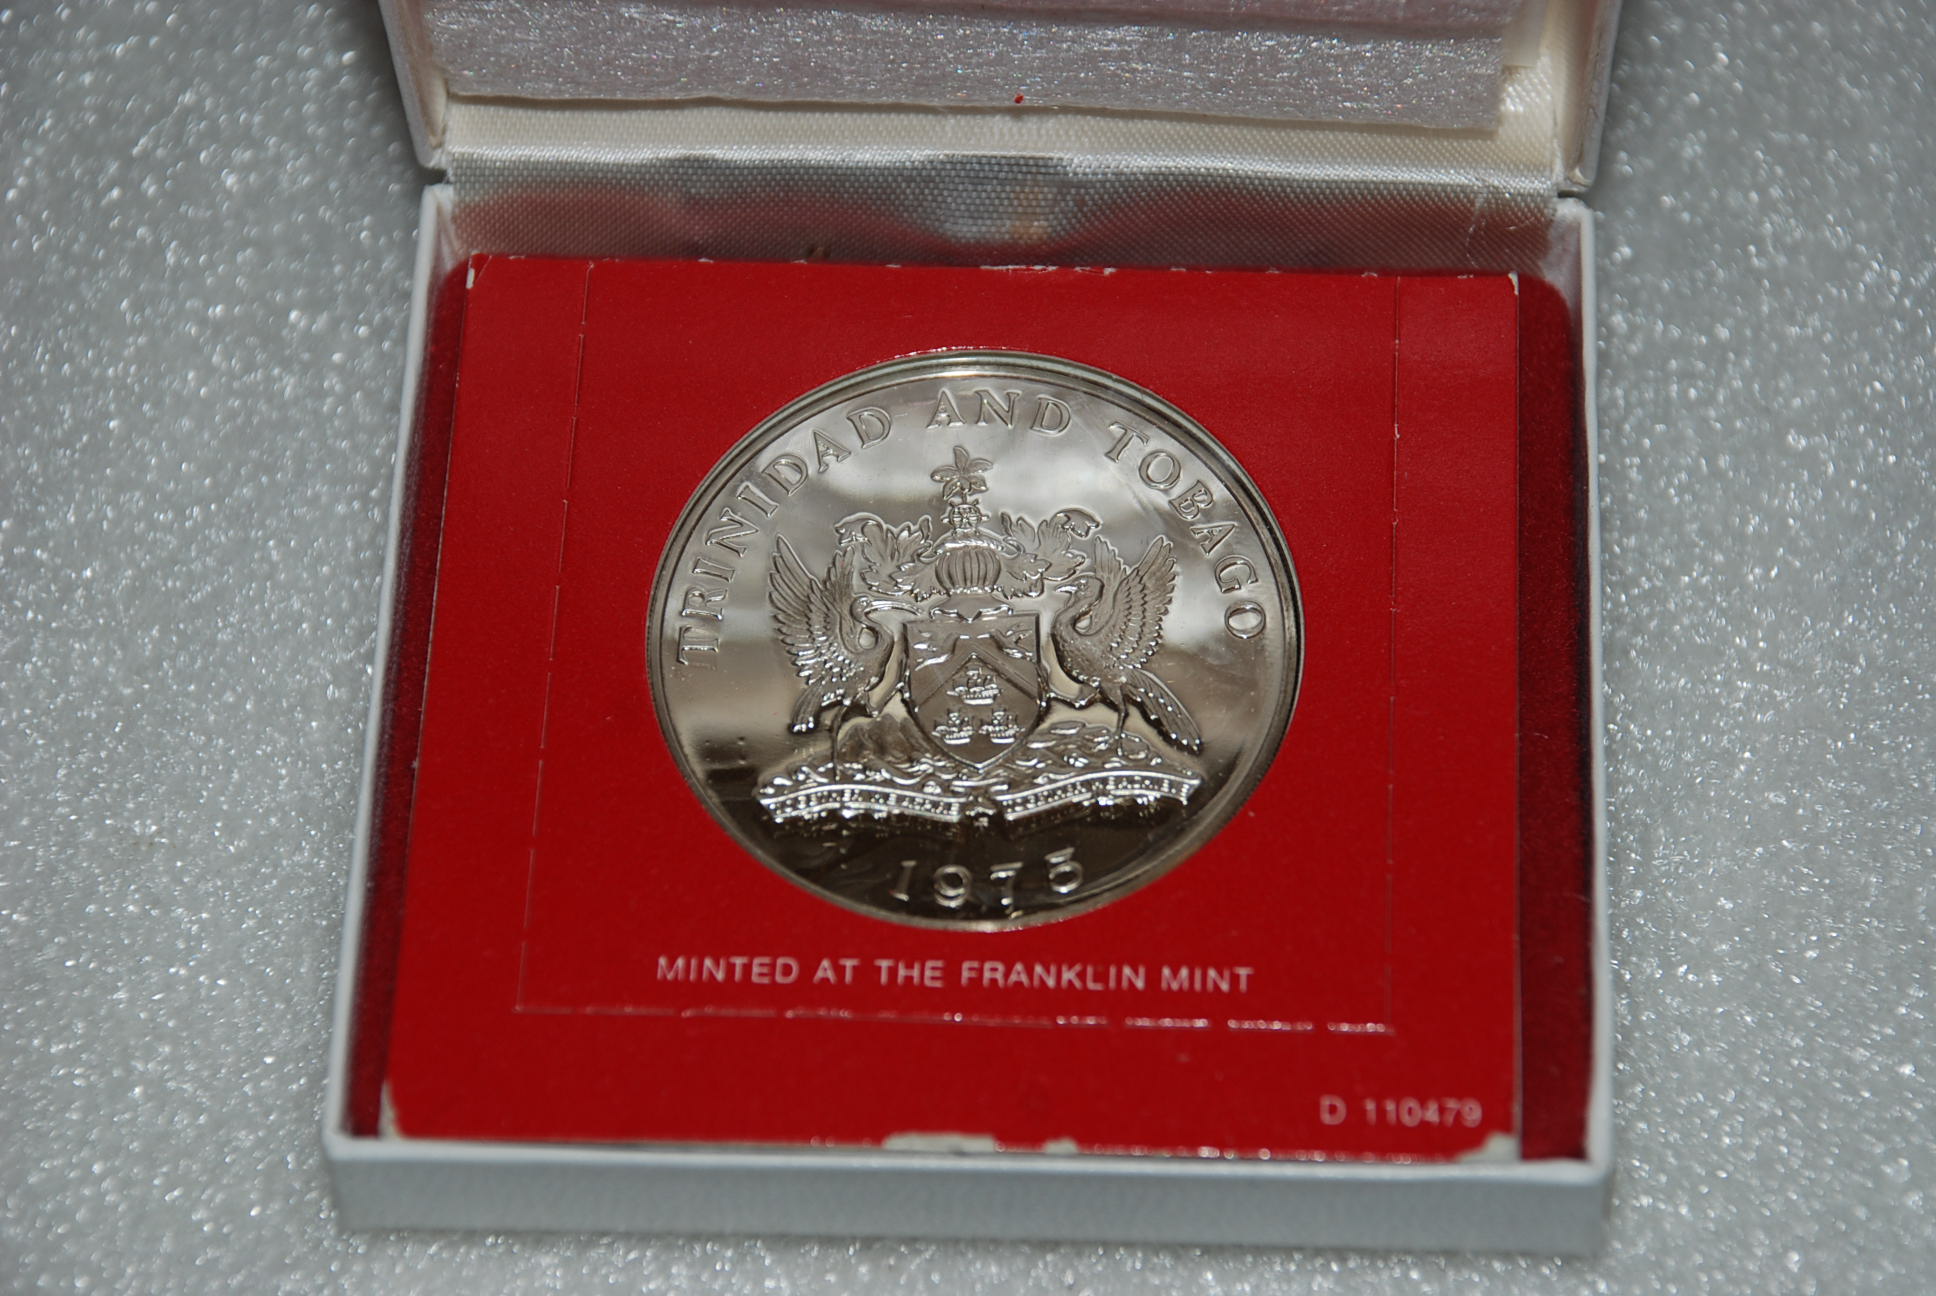 TRINIDAD AND TOBAGO
1975
MINTED AT THE FRANKLIN MINT
D 110479